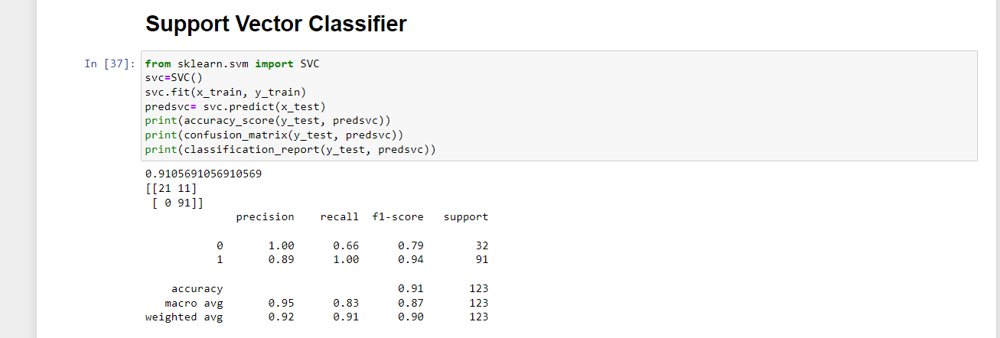 Support Vector Classifier
In [37]:
from sklearn.svm import SVC
svc=SVC()
svc.fit(x_train, y_train)
predsvc= svc.predict(x_test)
print(accuracy_score(y_test, predsvc))
print(confusion_matrix(y_test, predsvc))
print(classification_report(y_test, predsvc))
0.9105691056910569
[[21 11]
 [ 0 91]]
              precision    recall  f1-score   support
           0       1.00      0.66      0.79        32
           1       0.89      1.00      0.94        91
    accuracy                           0.91       123
   macro avg       0.95      0.83      0.87       123
weighted avg       0.92      0.91      0.90       123